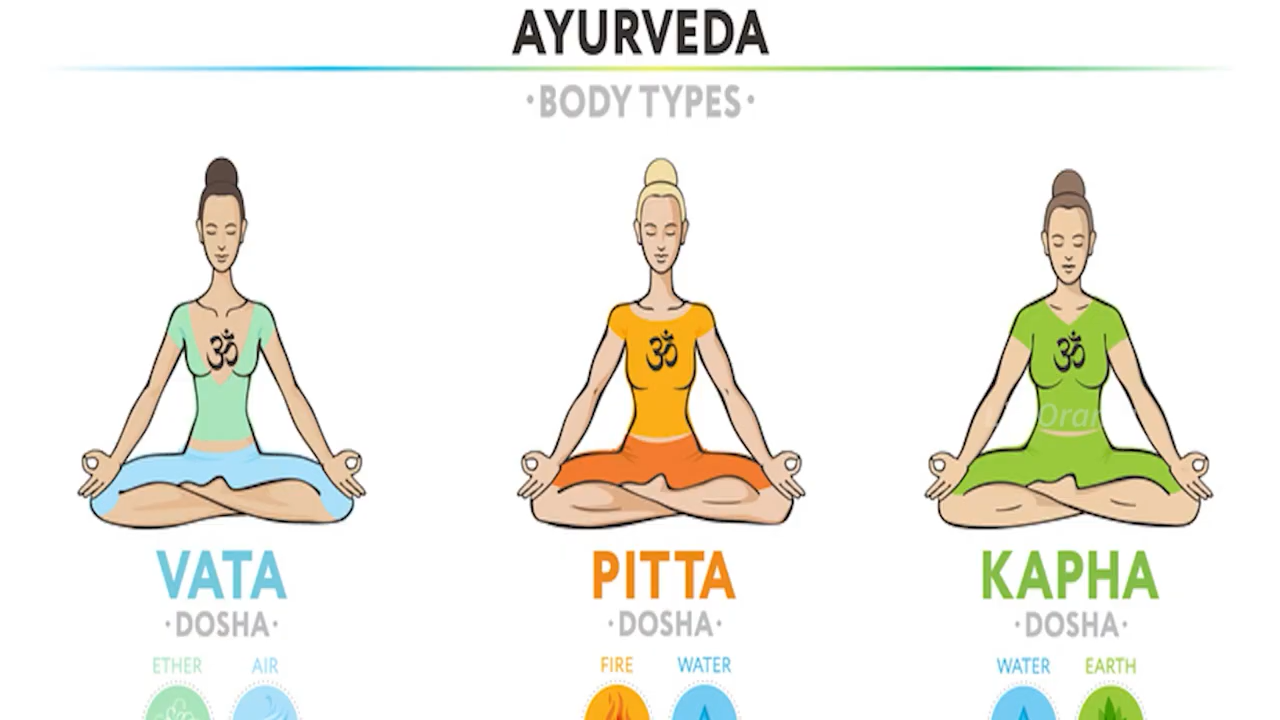 AYURVEDA
·BODY TYPES·
ॐ ॐ ॐ
VATA PITTA KAPHA
·DOSHA· ·DOSHA· ·DOSHA·
ETHER AIR FIRE WATER WATER EARTH